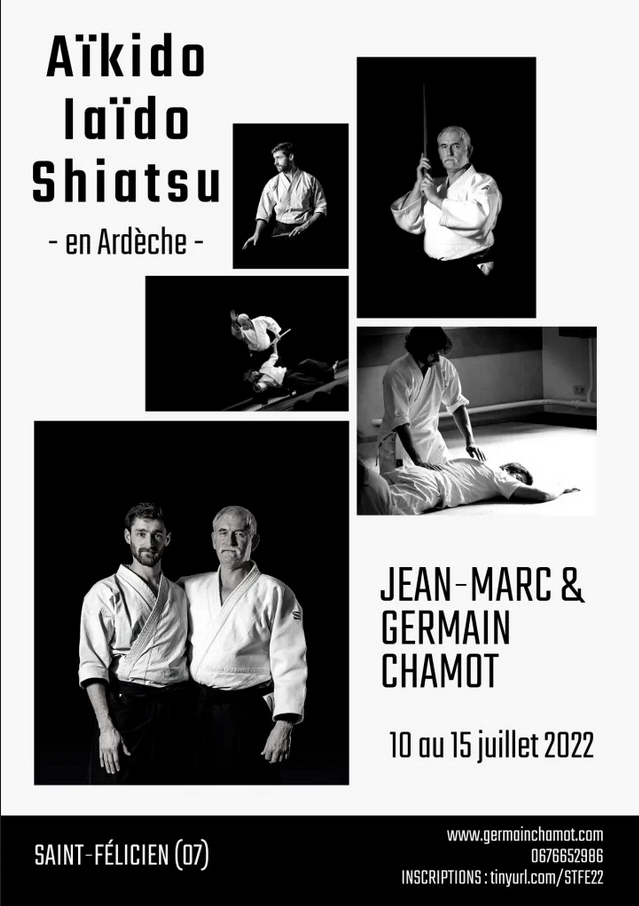 Aïkido
Iaïdo
Shiatsu
- en Ardèche -
JEAN-MARC &
GERMAIN
CHAMOT
10 au 15 juillet 2022
SAINT-FÉLICIEN (07)
www.germainchamot.com
0676652986
INSCRIPTIONS : tinyurl.com/STFE22